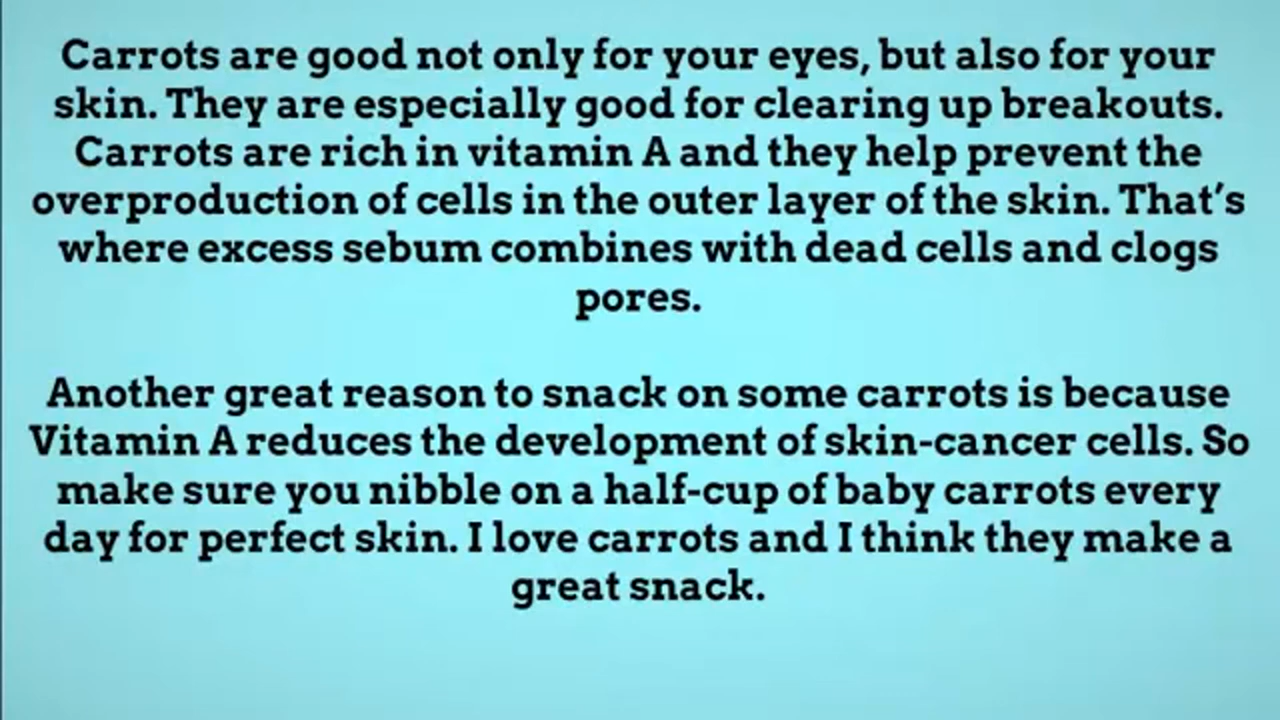 Carrots are good not only for your eyes, but also for your
skin. They are especially good for clearing up breakouts.
Carrots are rich in vitamin A and they help prevent the
overproduction of cells in the outer layer of the skin. That’s
where excess sebum combines with dead cells and clogs
pores.
Another great reason to snack on some carrots is because
Vitamin A reduces the development of skin-cancer cells. So
make sure you nibble on a half-cup of baby carrots every
day for perfect skin. I love carrots and I think they make a
great snack.